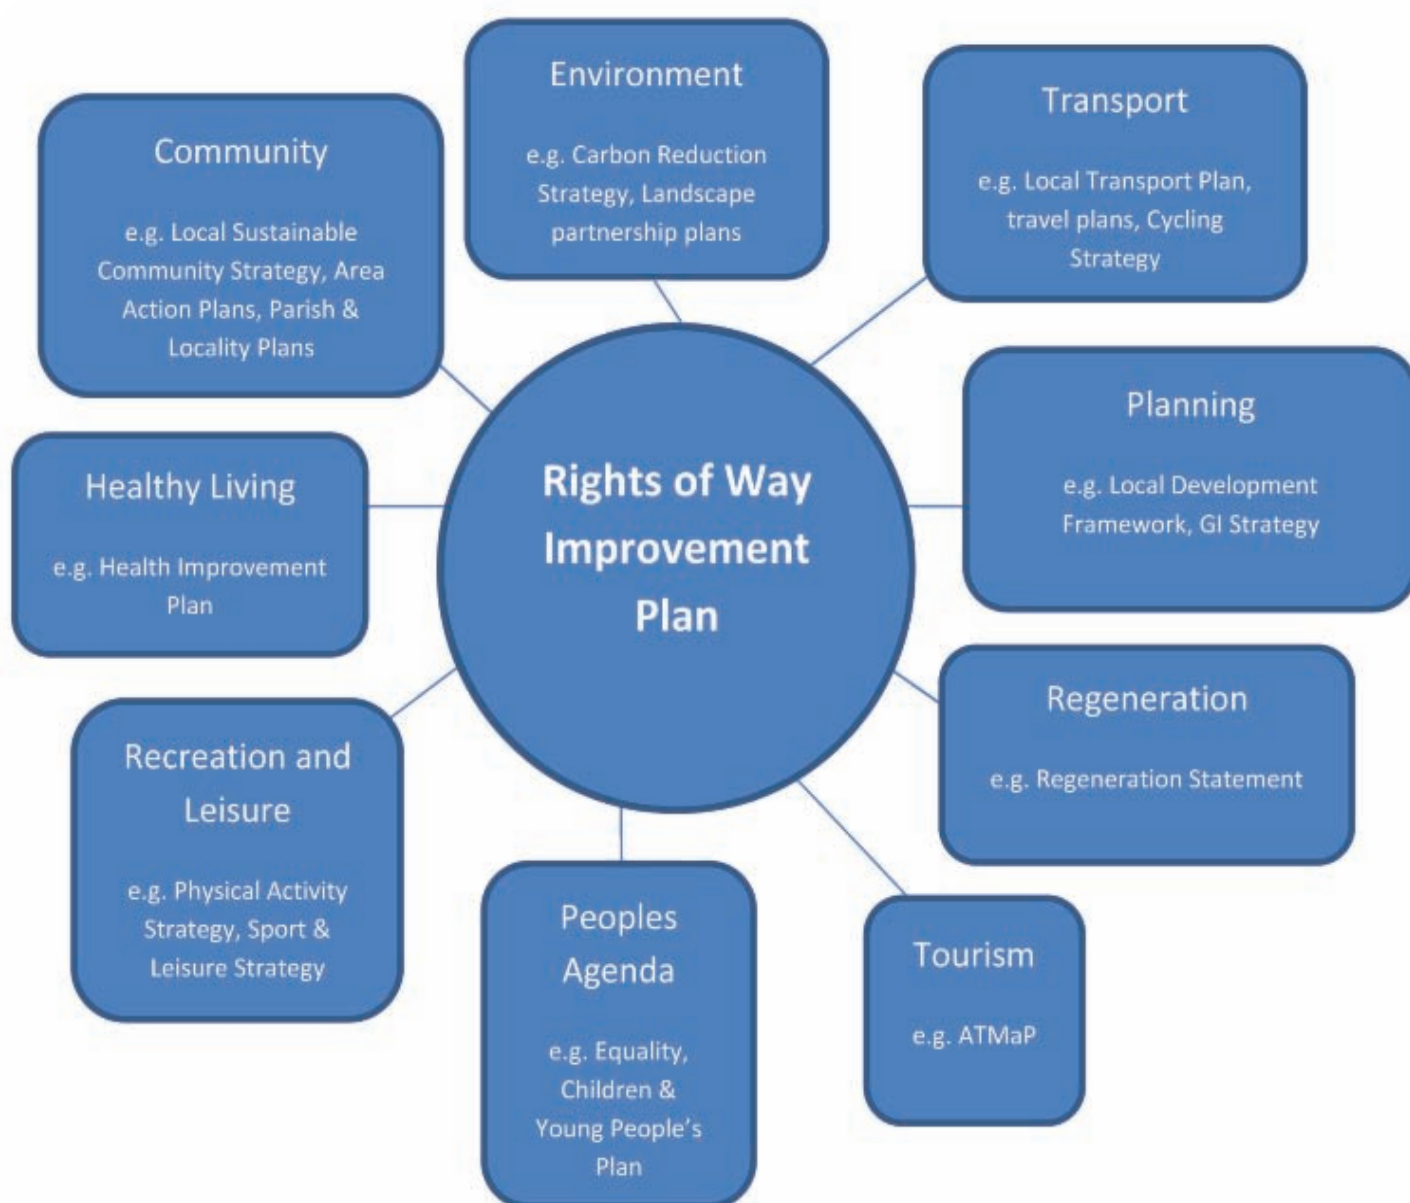 Environment
e.g. Carbon Reduction
Strategy, Landscape
partnership plans
Transport
e.g. Local Transport Plan,
travel plans, Cycling
Strategy
Community
e.g. Local Sustainable
Community Strategy, Area
Action Plans, Parish &
Locality Plans
Planning
e.g. Local Development
Framework, GI Strategy
Healthy Living
e.g. Health Improvement
Plan
Rights of Way
Improvement
Plan
Regeneration
e.g. Regeneration Statement
Recreation and
Leisure
e.g. Physical Activity
Strategy, Sport &
Leisure Strategy
Peoples
Agenda
e.g. Equality,
Children &
Young People’s
Plan
Tourism
e.g. ATMaP